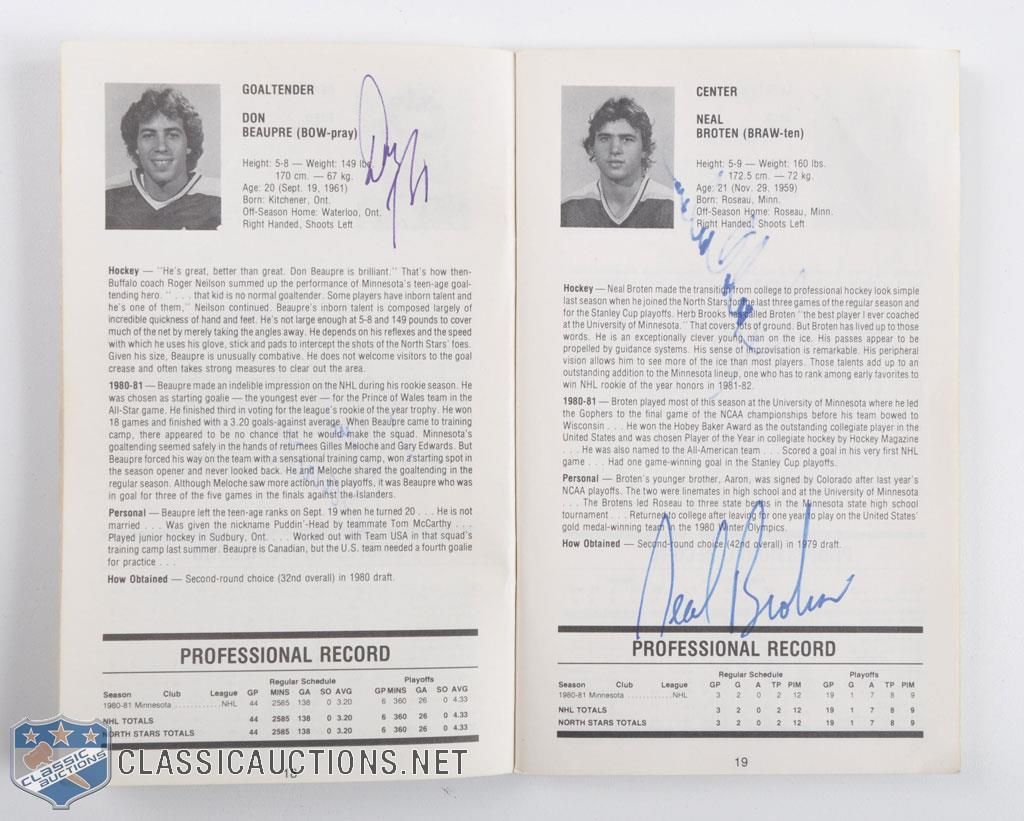 GOALTENDER
DON
BEAUPRE (BOW-pray)
Height: 5-8 — Weight: 149 lbs.
170 cm. — 67 kg.
Age: 20 (Sept. 19, 1961)
Born: Kitchener, Ont.
Off-Season Home: Waterloo, Ont.
Right Handed, Shoots Left
Hockey — "He's great, better than great. Don Beaupre is brilliant." That's how then-
Buffalo coach Roger Neilson summed up the performance of Minnesota's teen-age goal-
tending hero. " . . . that kid is no normal goaltender. Some players have inborn talent and
he's one of them," Neilson continued. Beaupre's inborn talent is composed largely of
incredible quickness of hand and feet. He's not large enough at 5-8 and 149 pounds to cover
much of the net by merely taking the angles away. He depends on his reflexes and the speed
with which he uses his glove, stick and pads to intercept the shots of the North Stars' foes.
Given his size, Beaupre is unusually combative. He does not welcome visitors to the goal
crease and often takes strong measures to clear out the area.
1980-81 — Beaupre made an indelible impression on the NHL during his rookie season. He
was chosen as starting goalie — the youngest ever — for the Prince of Wales team in the
All-Star game. He finished third in voting for the league's rookie of the year trophy. He won
18 games and finished with a 3.20 goals-against average. When Beaupre came to training
camp, there appeared to be no chance that he would make the squad. Minnesota's
goaltending seemed safely in the hands of returnees Gilles Meloche and Gary Edwards. But
Beaupre forced his way on the team with a sensational training camp, won a starting spot in
the season opener and never looked back. He and Meloche shared the goaltending in the
regular season. Although Meloche saw more action in the playoffs, it was Beaupre who was
in goal for three of the five games in the finals against the Islanders.
Personal — Beaupre left the teen-age ranks on Sept. 19 when he turned 20 . . . He is not
married . . . Was given the nickname Puddin'-Head by teammate Tom McCarthy . . .
Played junior hockey in Sudbury, Ont. . . . Worked out with Team USA in that squad's
training camp last summer. Beaupre is Canadian, but the U.S. team needed a fourth goalie
for practice . . .
How Obtained — Second-round choice (32nd overall) in 1980 draft.
PROFESSIONAL RECORD
Regular Schedule Playoffs
Season Club League GP MINS GA SO AVG GP MINS GA SO AVG
1980-81 Minnesota . . . . . . . . . . . . NHL 44 2585 138 0 3.20 6 360 26 0 4.33
NHL TOTALS 44 2585 138 0 3.20 6 360 26 0 4.33
NORTH STARS TOTALS 44 2585 138 0 3.20 6 360 26 0 4.33
18
CENTER
NEAL
BROTEN (BRAW-ten)
Height: 5-9 — Weight: 160 lbs.
172.5 cm. — 72 kg.
Age: 21 (Nov. 29, 1959)
Born: Roseau, Minn.
Off-Season Home: Roseau, Minn.
Right Handed, Shoots Left
Hockey — Neal Broten made the transition from college to professional hockey look simple
last season when he joined the North Stars for the last three games of the regular season and
for the Stanley Cup playoffs. Herb Brooks has called Broten "the best player I ever coached
at the University of Minnesota." That covers lots of ground. But Broten has lived up to those
words. He is an exceptionally clever young man on the ice. His passes appear to be
propelled by guidance systems. His sense of improvisation is remarkable. His peripheral
vision allows him to see more of the ice than most players. Those talents add up to an
outstanding addition to the Minnesota lineup, one who has to rank among early favorites to
win NHL rookie of the year honors in 1981-82.
1980-81 — Broten played most of this season at the University of Minnesota where he led
the Gophers to the final game of the NCAA championships before his team bowed to
Wisconsin . . . He won the Hobey Baker Award as the outstanding collegiate player in the
United States and was chosen Player of the Year in collegiate hockey by Hockey Magazine
. . . He was also named to the All-American team . . . Scored a goal in his very first NHL
game . . . Had one game-winning goal in the Stanley Cup playoffs.
Personal — Broten's younger brother, Aaron, was signed by Colorado after last year's
NCAA playoffs. The two were linemates in high school and at the University of Minnesota
. . . The Brotens led Roseau to three state berths in the Minnesota state high school
tournament . . . Returned to college after leaving for one year to play on the United States'
gold medal-winning team in the 1980 Winter Olympics.
How Obtained — Second-round choice (42nd overall) in 1979 draft.
Neal Broten
PROFESSIONAL RECORD
Regular Schedule Playoffs
Season Club League GP G A TP PIM GP G A TP PIM
1980-81 Minnesota . . . . . . . . . . . . NHL 3 2 0 2 12 19 1 7 8 9
NHL TOTALS 3 2 0 2 12 19 1 7 8 9
NORTH STARS TOTALS 3 2 0 2 12 19 1 7 8 9
19
CLASSIC
AUCTIONS
CLASSICAUCTIONS.NET